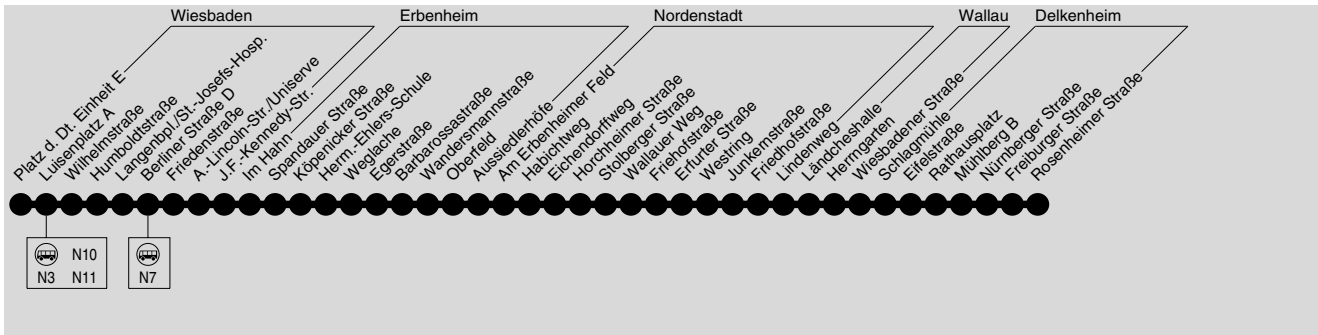 Wiesbaden
Erbenheim
Nordenstadt
Wallau
Delkenheim
Platz d. Dt. Einheit E
Luisenplatz A
Wilhelmstraße
Humboldtstraße
Langenbpl./St.-Josefs-Hosp.
Berliner Straße D
Friedenstraße
A.-Lincoln-Str./Uniserve
J.F.-Kennedy-Str.
Im Hahn
Spandauer Straße
Köpenicker Straße
Herm.-Ehlers-Schule
Weglache
Egerstraße
Barbarossastraße
Wandersmannstraße
Oberfeld
Aussiedlerhöfe
Am Erbenheimer Feld
Habichtweg
Eichendorffweg
Horchheimer Straße
Stolberger Straße
Wallauer Weg
Friehofstraße
Erfurter Straße
Westring
Junkernstraße
Friedhofstraße
Lindenweg
Ländcheshalle
Herrngarten
Wiesbadener Straße
Schlagmühle
Eifelstraße
Rathausplatz
Mühlberg B
Nürnberger Straße
Freiburger Straße
Rosenheimer Straße
N10
N3 N11
N7